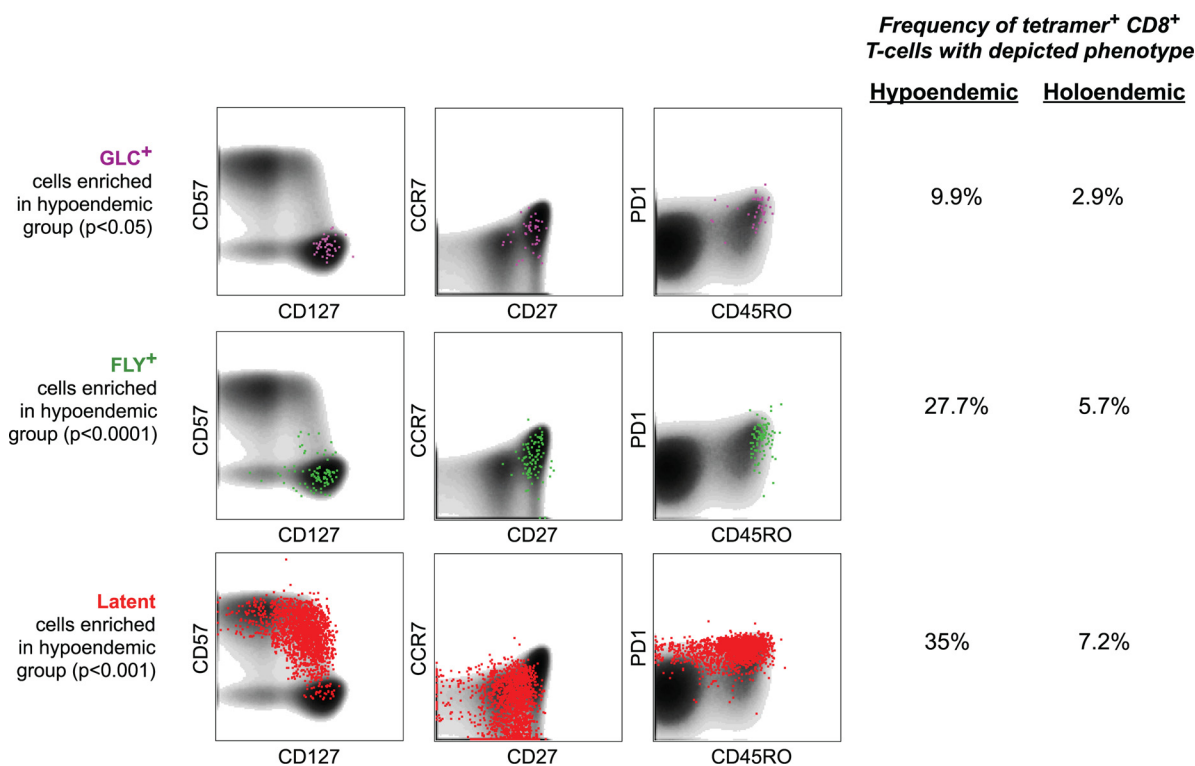 Frequency of tetramer+ CD8+
T-cells with depicted phenotype
Hypoendemic Holoendemic
GLC+
cells enriched
in hypoendemic
group (p<0.05)
CD57
CD127
CCR7
CD27
PD1
CD45RO
9.9% 2.9%
FLY+
cells enriched
in hypoendemic
group (p<0.0001)
CD57
CD127
CCR7
CD27
PD1
CD45RO
27.7% 5.7%
Latent
cells enriched
in hypoendemic
group (p<0.001)
CD57
CD127
CCR7
CD27
PD1
CD45RO
35% 7.2%